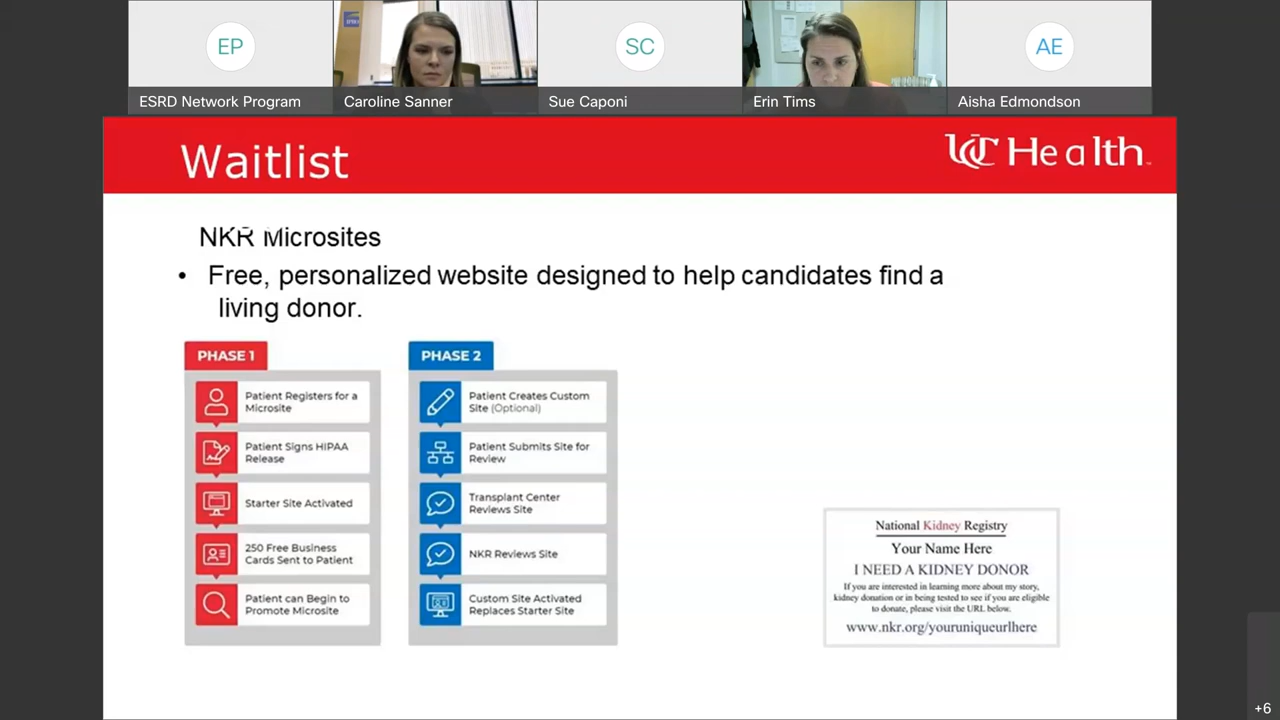 EP
SC
AE
ESRD Network Program
Caroline Sanner
Sue Caponi
Erin Tims
Aisha Edmondson
Waitlist
UC Health
NKR Microsites
• Free, personalized website designed to help candidates find a
living donor.
PHASE 1
Patient Registers for a
Microsite
Patient Signs HIPAA
Release
Starter Site Activated
250 Free Business
Cards Sent to Patient
Patient can Begin to
Promote Microsite
PHASE 2
Patient Creates Custom
Site (Optional)
Patient Submits Site for
Review
Transplant Center
Reviews Site
NKR Reviews Site
Custom Site Activated
Replaces Starter Site
National Kidney Registry
Your Name Here
I NEED A KIDNEY DONOR
If you are interested in learning more about my story,
kidney donation or in being tested to see if you are eligible
to donate, please visit the URL below.
www.nkr.org/youruniqueurlhere
+6